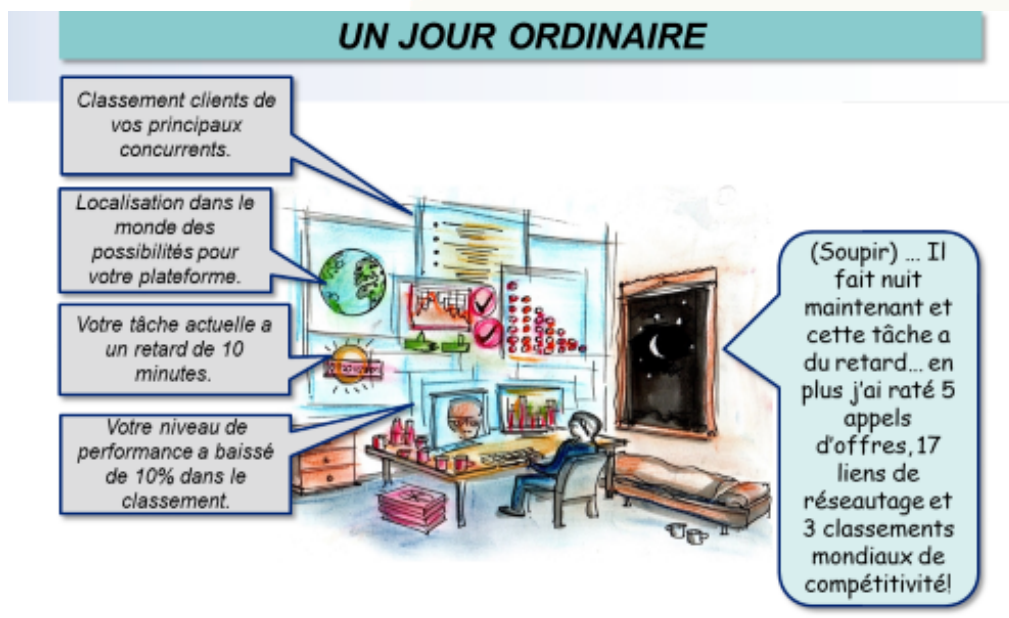 UN JOUR ORDINAIRE
Classement clients de
vos principaux
concurrents.
Localisation dans le
monde des
possibilités pour
votre plateforme.
Votre tâche actuelle a
un retard de 10
minutes.
Votre niveau de
performance a baissé
de 10% dans le
classement.
(Soupir) ... Il
fait nuit
maintenant et
cette tâche a
du retard... en
plus j'ai raté 5
appels
d'offres, 17
liens de
réseautage et
3 classements
mondiaux de
compétitivité!